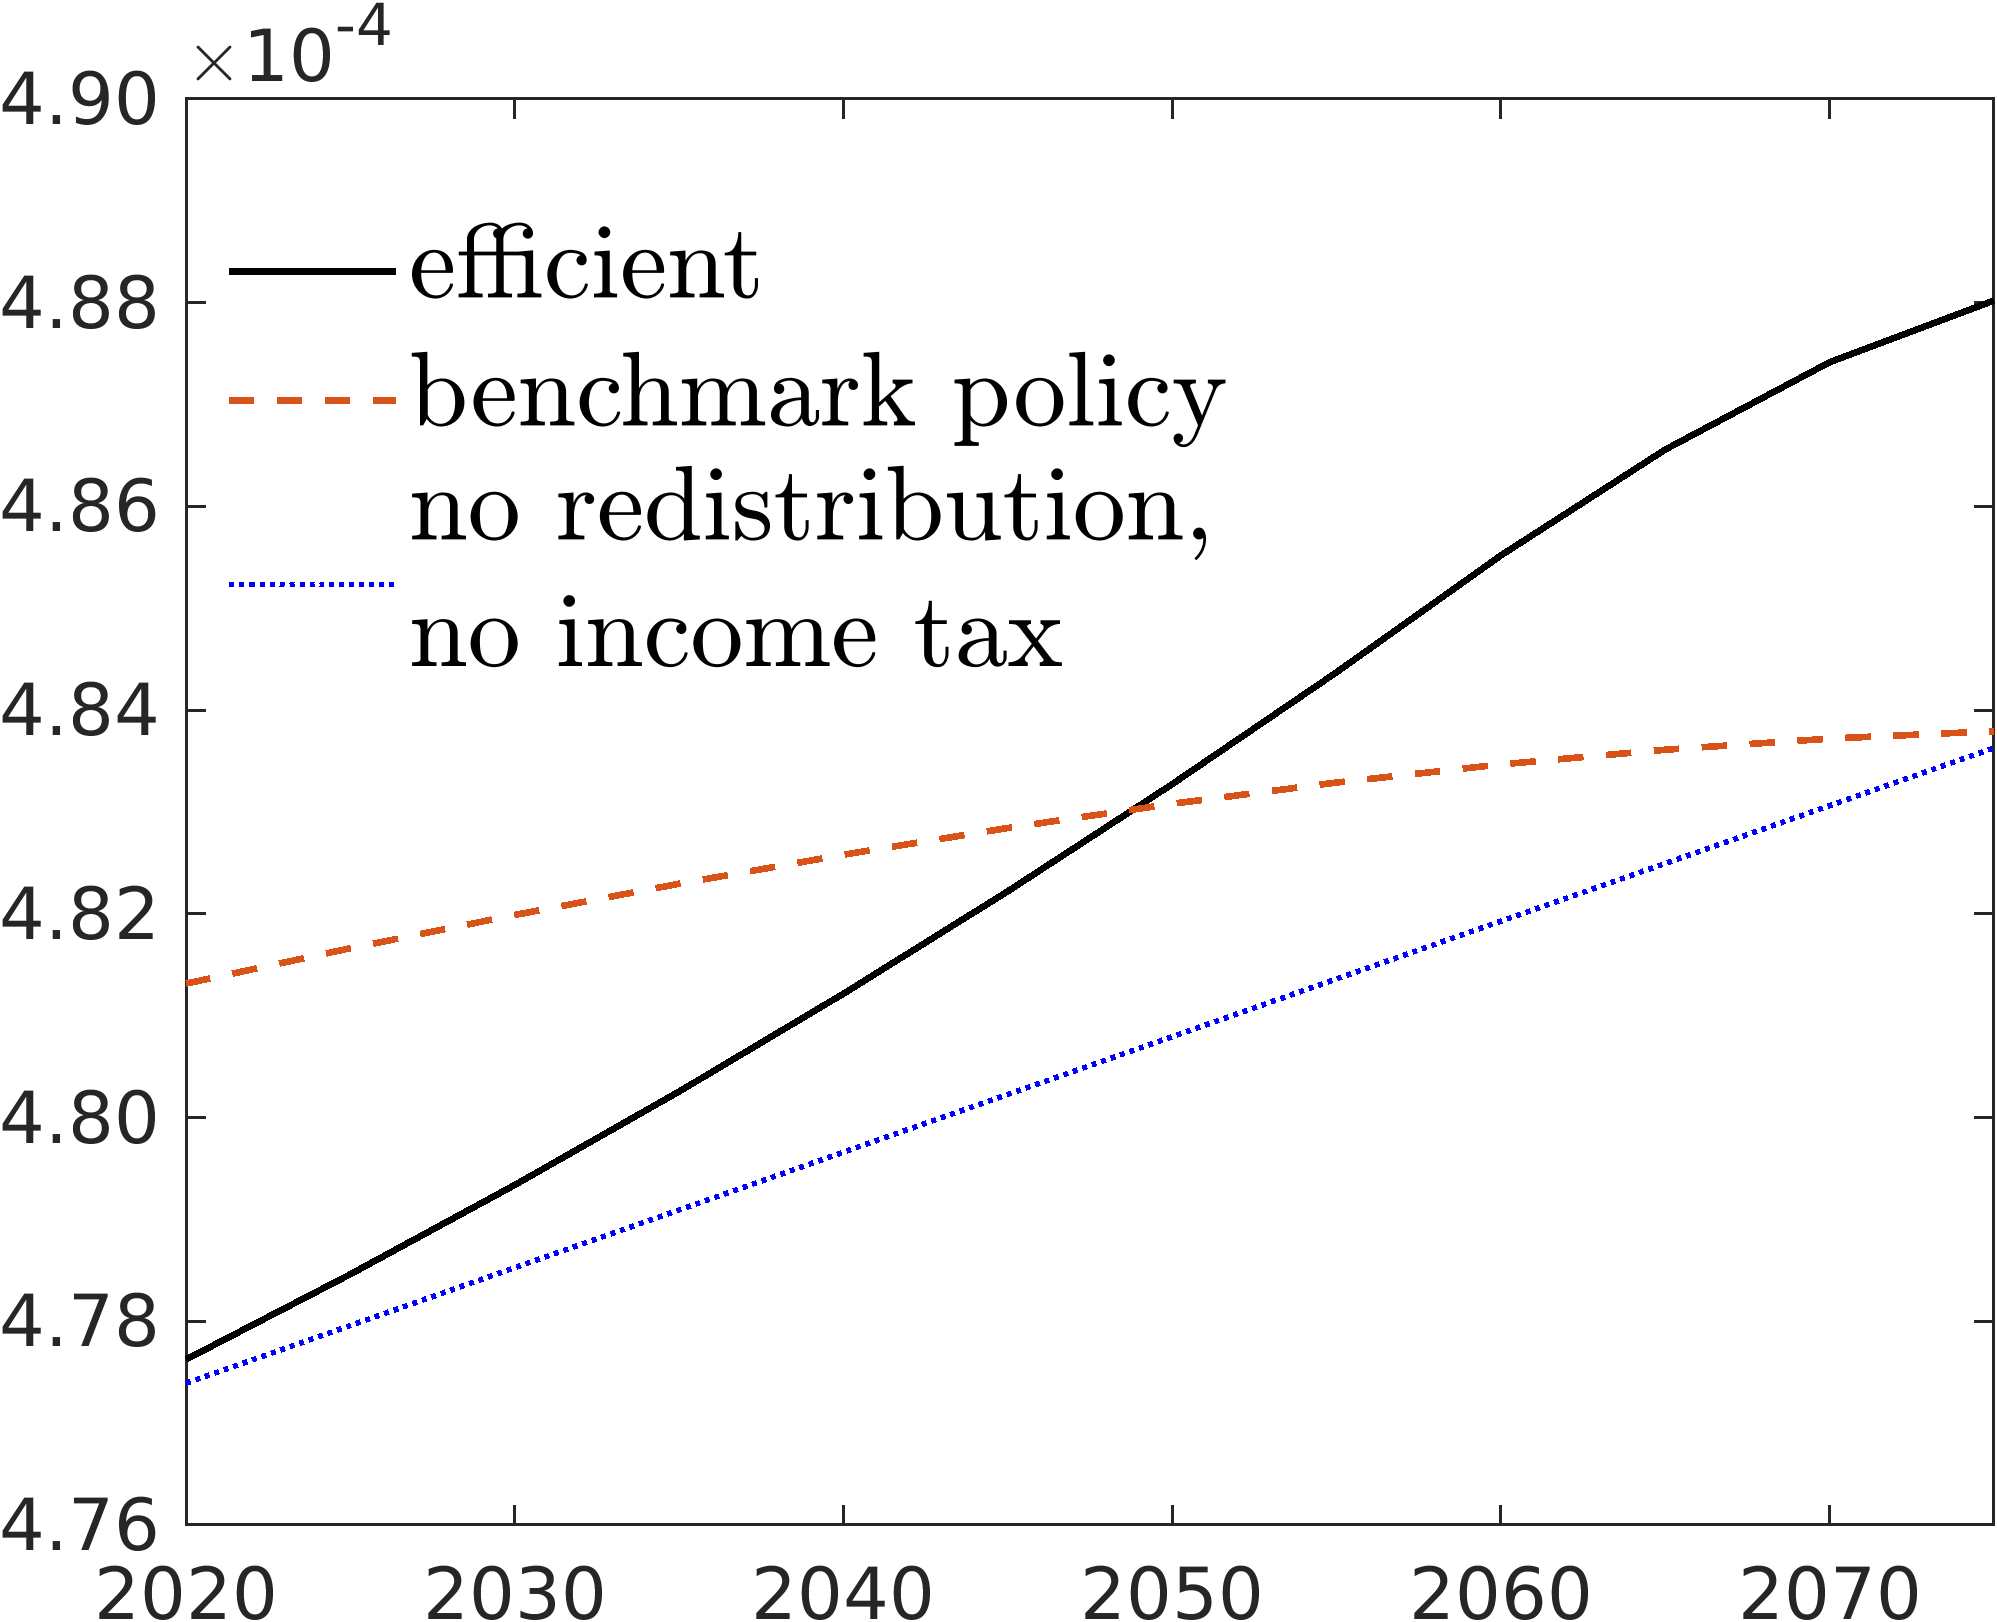 ×10-4
4.90
4.88
4.86
4.84
4.82
4.80
4.78
4.76
efficient
benchmark policy
no redistribution,
no income tax
2020 2030 2040 2050 2060 2070